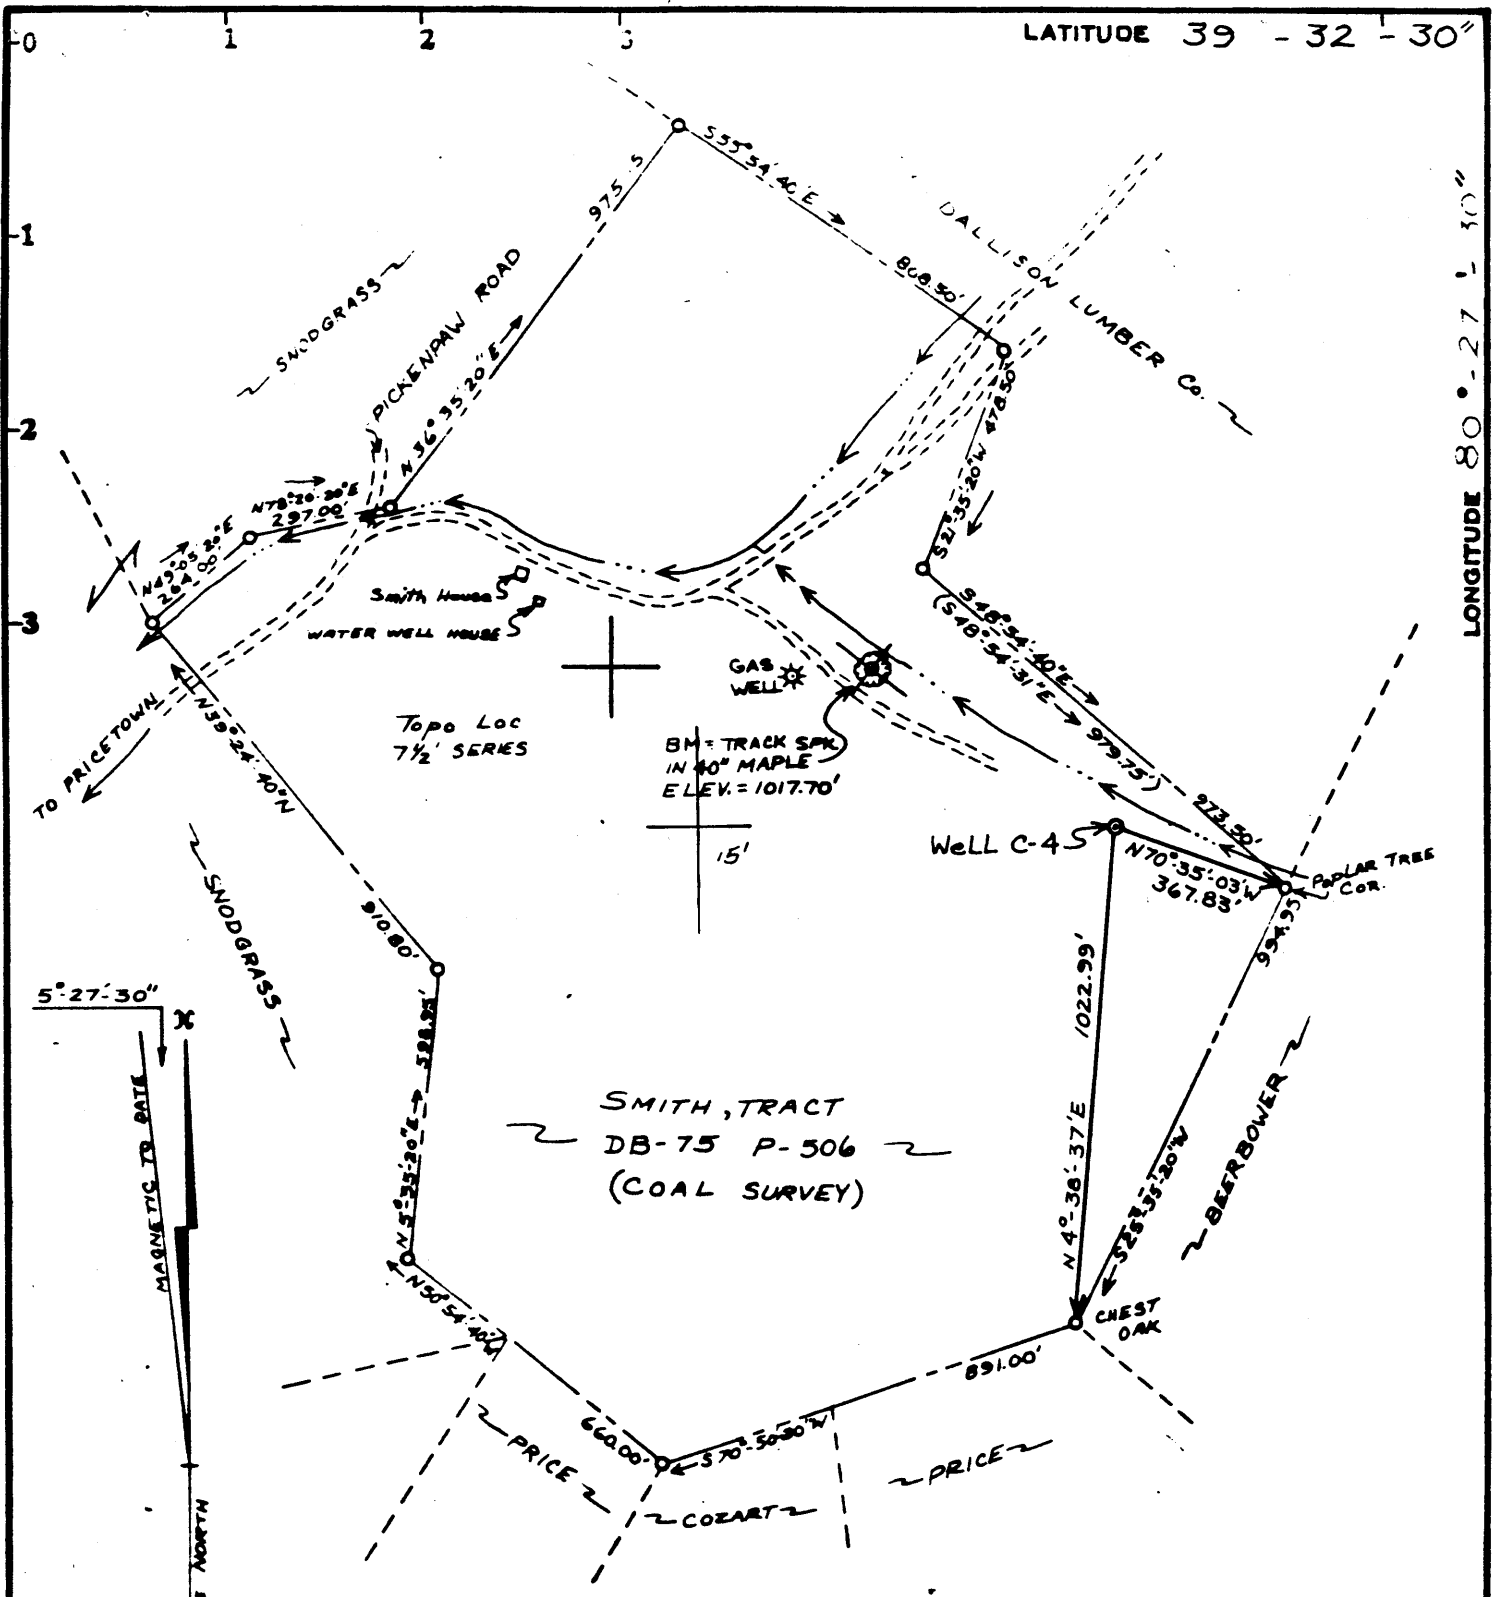 0
1
2
3
LATITUDE 39 - 32 - 30"
1
2
3
LONGITUDE 80° - 27' - 30"
S 55° 54' 40" E
808.50'
975
DALLISON LUMBER Co.
SNODGRASS
PICKENPAW ROAD
N 36° 35' 20" E
N78°20'20"E
297.00'
N49°05'20"E
264.00'
S21°-35'-20"W 478.50'
S 48°-54'-40"E
(S 48°-54'-31"E
979.75')
273.50'
Smith House
WATER WELL HOUSE
GAS
WELL
Topo Loc
7½' SERIES
BM = TRACK SPK
IN 40" MAPLE
ELEV. = 1017.70'
15'
TO PRICETOWN
N39°-24'-40"N
910.80'
SNODGRASS
Well C-4
N70°-35'-03"W
367.83'
POPLAR TREE
COR.
994.95
1022.99'
N 4°-38'-37"E
S25°-35'-20"W
BEERBOWER
5°-27'-30"
MAGNETIC TO DATE
NORTH
528.95'
N 5°-35'-20"E
SMITH, TRACT
DB-75 P-506
(COAL SURVEY)
N50°54'40"W
660.00'
CHEST
OAK
891.00'
S70°-50'30"W
PRICE
COZART
PRICE